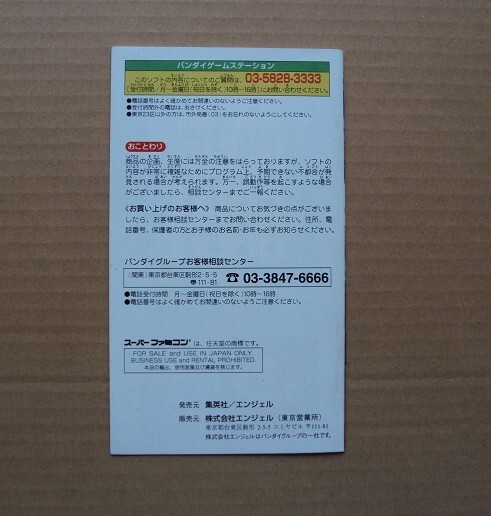 バンダイゲームステーション
このソフトの内容についてのご質問は、03-5828-3333
(受付時間/月〜金曜日(祝日を除く)10時〜16時)にお問い合わせください。
●電話番号はよく確かめてお間違いのないようご注意ください。
●受付時間外の電話は、おさけください。
●東京23区以外の方は、市外局番(03)をお忘れのないようにしてください。
おことわり
商品の企画、生産には万全の注意をはらっておりますが、ソフトの
内容が非常に複雑なためにプログラム上、予期できない不都合が発
見される場合が考えられます。万一、誤動作等を起こすような場合
がございましたら、相談センターまでご一報ください。
《お買い上げのお客様へ》商品についてお気づきの点がございま
したら、お客様相談センターまでお問い合わせください。住所、電
話番号、保護者の方とお子様のお名前・お年も必ずお知らせください。
バンダイグループお客様相談センター
(関東)東京都台東区駒形2-5-5
〒111-81
☎03-3847-6666
●電話受付時間 月〜金曜日(祝日を除く)10時〜16時
●電話番号はよく確かめてお間違いのないようご注意ください。
スーパーファミコンは、任天堂の商標です。
FOR SALE and USE IN JAPAN ONLY.
BUSINESS USE and RENTAL PROHIBITED.
本品の輸出、使用営業及び賃貸を禁じます。
発売元 集英社/エンジェル
販売元 株式会社エンジェル(東京営業所)
東京都台東区駒形 2-5-5 コミヤビル 〒111-81
株式会社エンジェルはバンダイグループの一社です。